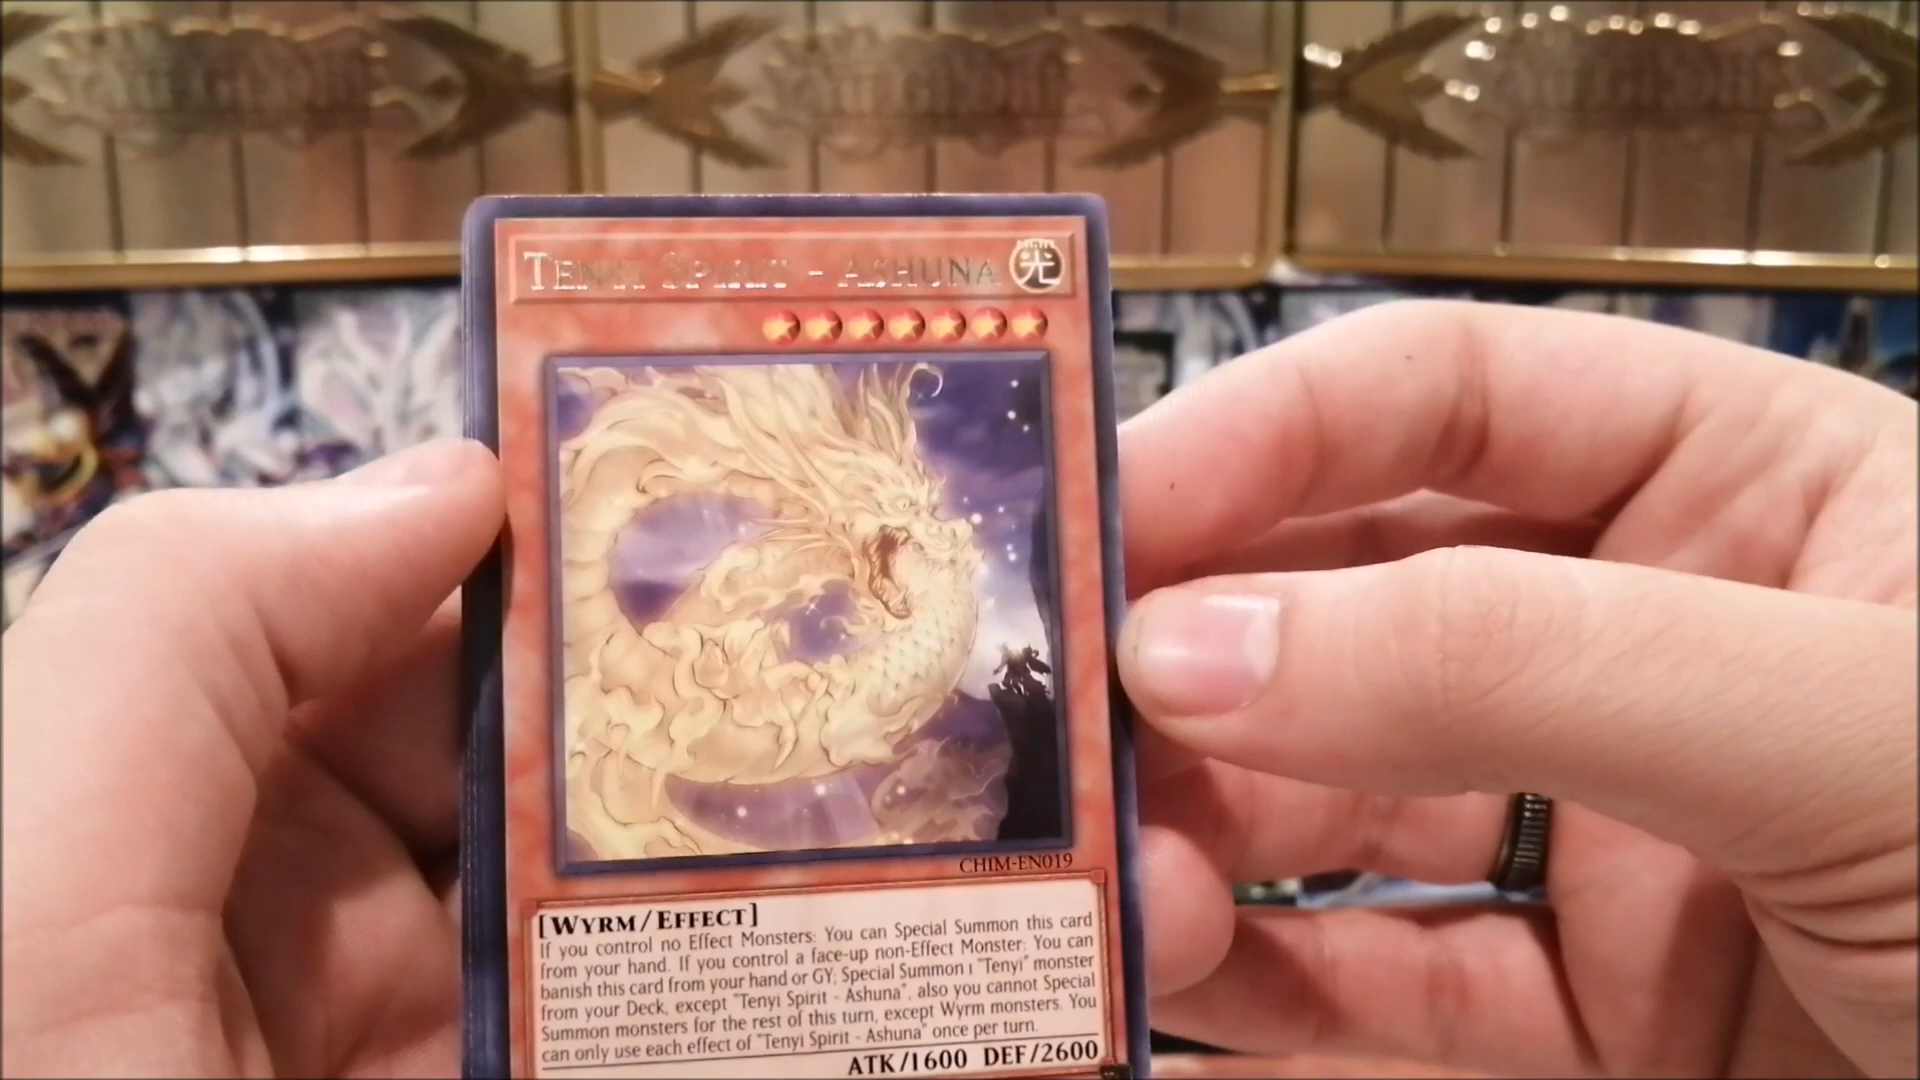 Tenyi Spirit - Ashuna
LIGHT
光
CHIM-EN019
[Wyrm/Effect]
If you control no Effect Monsters: You can Special Summon this card
from your hand. If you control a face-up non-Effect Monster: You can
banish this card from your hand or GY; Special Summon 1 "Tenyi" monster
from your Deck, except "Tenyi Spirit - Ashuna", also you cannot Special
Summon monsters for the rest of this turn, except Wyrm monsters. You
can only use each effect of "Tenyi Spirit - Ashuna" once per turn.
ATK/1600 DEF/2600